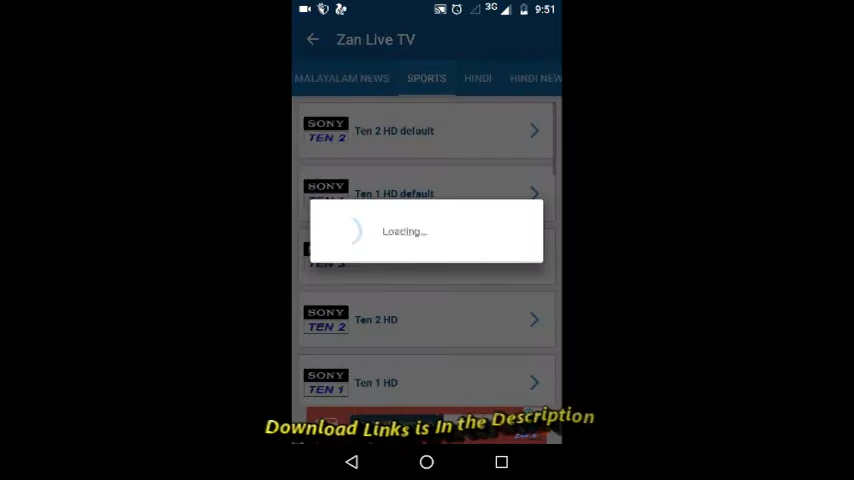 3G 9:51
Zan Live TV
MALAYALAM NEWS SPORTS HINDI HINDI NEW
SONY
TEN 2
Ten 2 HD default
SONY
Ten 1 HD default
Loading...
SONY
TEN 2
Ten 2 HD
SONY
TEN 1
Ten 1 HD
Download Links is In the Description